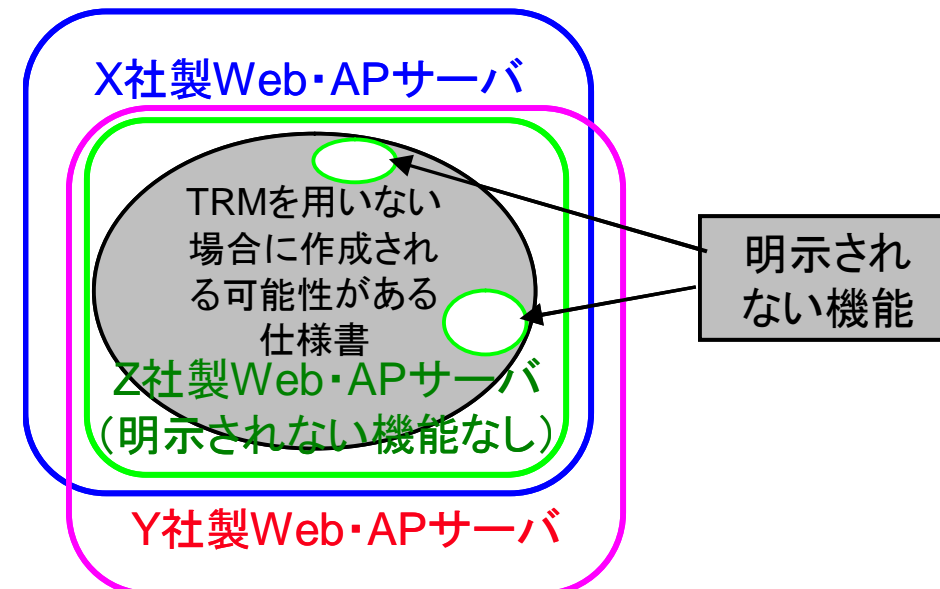 X社製Web・APサーバ
TRMを用いない
場合に作成され
る可能性がある
仕様書
Z社製Web・APサーバ
（明示されない機能なし）
Y社製Web・APサーバ
明示され
ない機能